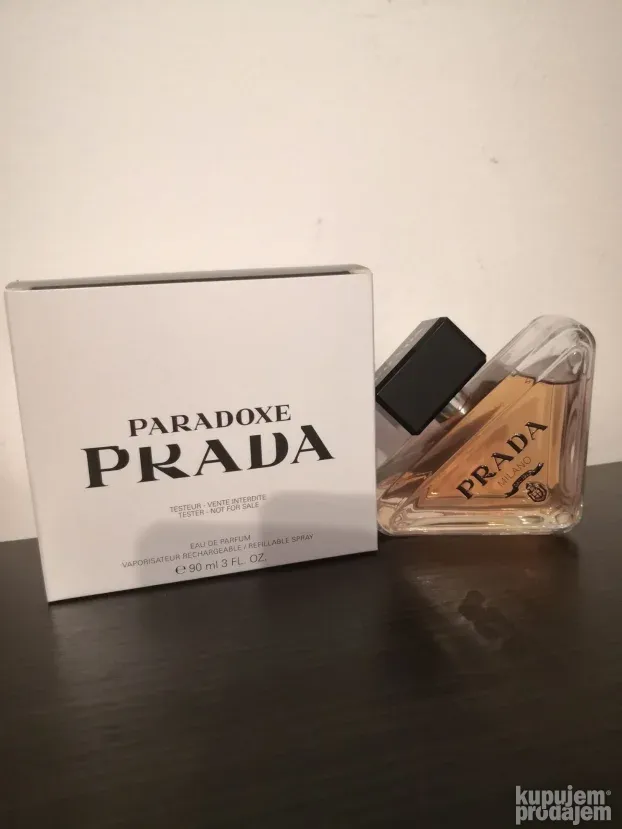 PARADOXE
PRADA
TESTEUR - VENTE INTERDITE
TESTER - NOT FOR SALE
EAU DE PARFUM
VAPORISATEUR RECHARGEABLE / REFILLABLE SPRAY
℮ 90 ml 3 FL. OZ.
PRADA
MILANO
kupujem
prodajem